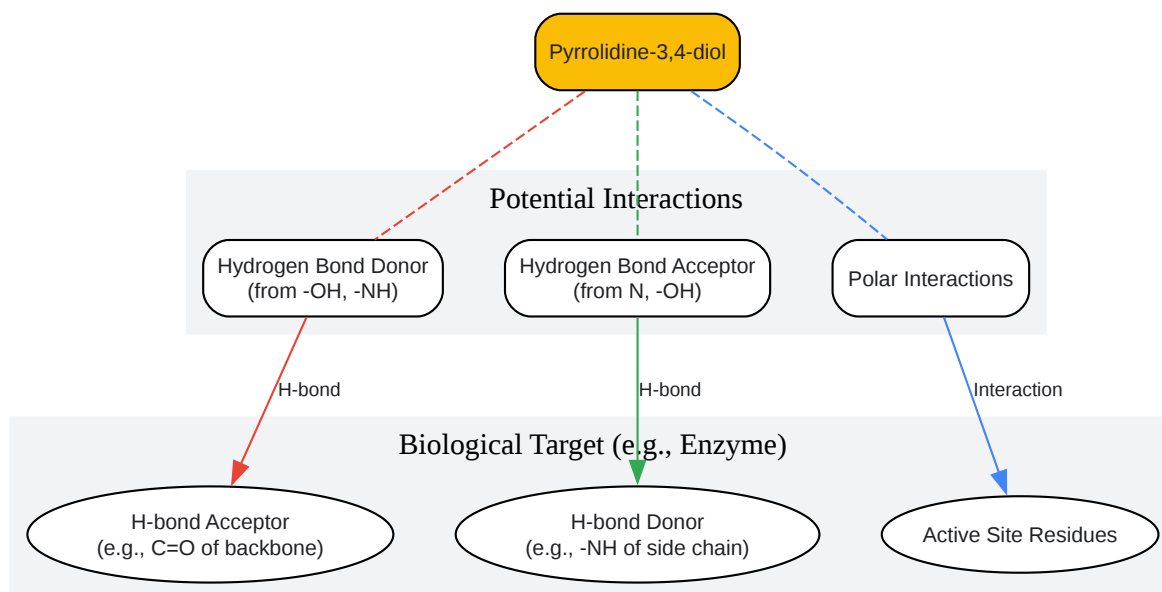 Pyrrolidine-3,4-diol
Potential Interactions
Hydrogen Bond Donor
(from -OH, -NH)
Hydrogen Bond Acceptor
(from N, -OH)
Polar Interactions
H-bond
H-bond
Interaction
Biological Target (e.g., Enzyme)
H-bond Acceptor
(e.g., C=O of backbone)
H-bond Donor
(e.g., -NH of side chain)
Active Site Residues